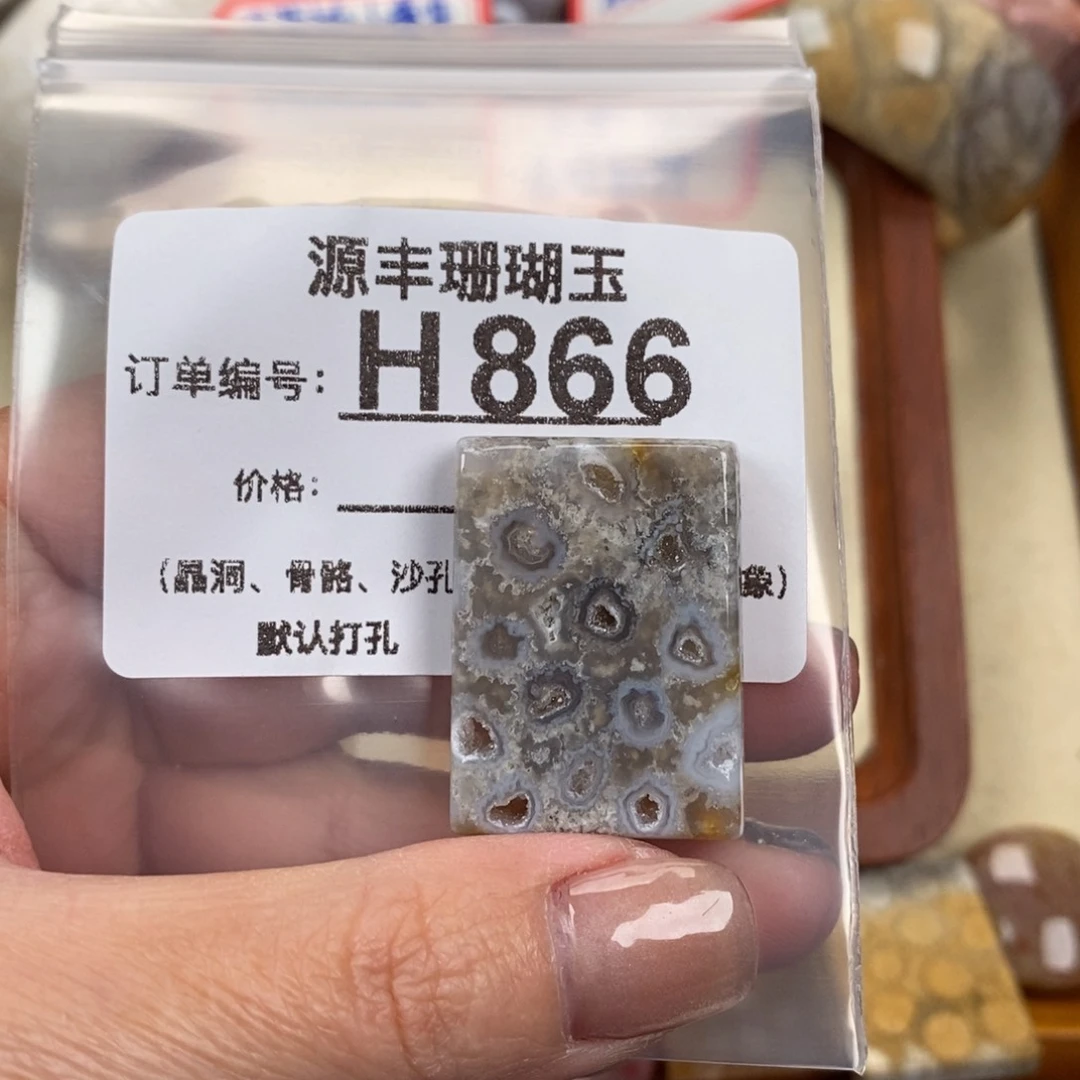 源丰珊瑚玉
订单编号: H866
价格:
(晶洞、骨骼、沙孔 象)
默认打孔